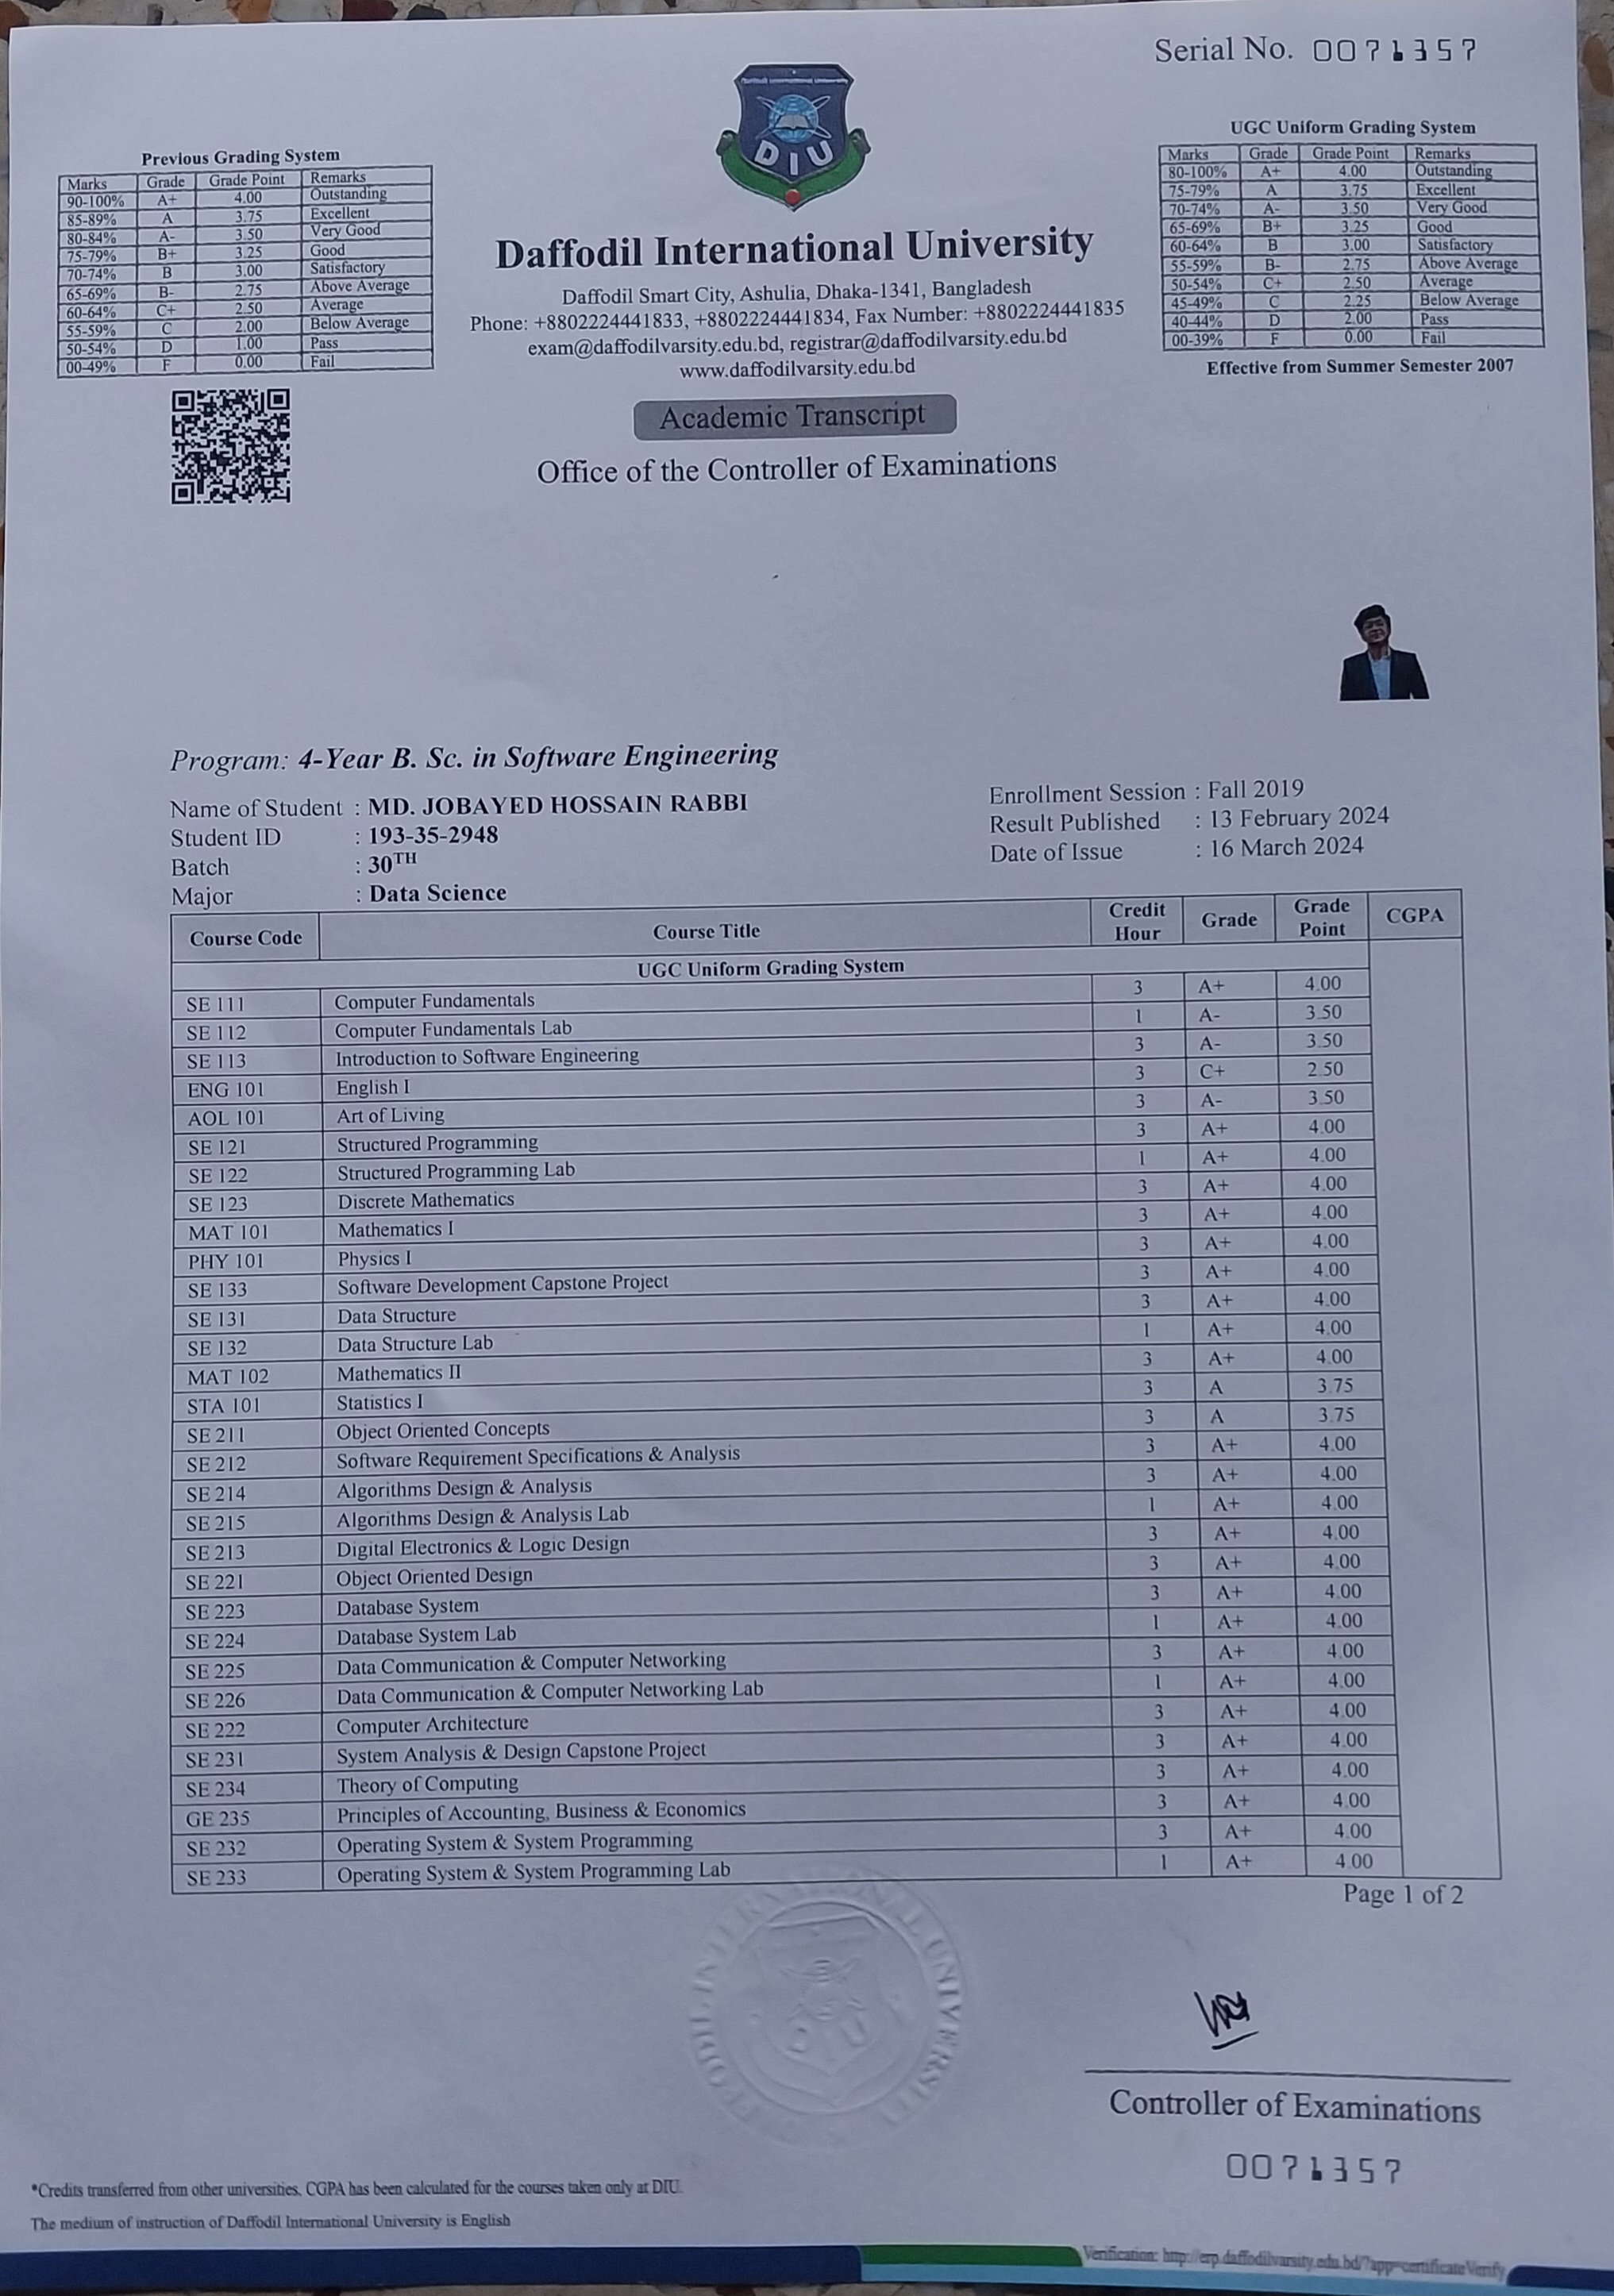 Serial No. 0071357
Previous Grading System
Marks Grade Grade Point Remarks
90-100% A+ 4.00 Outstanding
85-89% A 3.75 Excellent
80-84% A- 3.50 Very Good
75-79% B+ 3.25 Good
70-74% B 3.00 Satisfactory
65-69% B- 2.75 Above Average
60-64% C+ 2.50 Average
55-59% C 2.00 Below Average
50-54% D 1.00 Pass
00-49% F 0.00 Fail
DIU
UGC Uniform Grading System
Marks Grade Grade Point Remarks
80-100% A+ 4.00 Outstanding
75-79% A 3.75 Excellent
70-74% A- 3.50 Very Good
65-69% B+ 3.25 Good
60-64% B 3.00 Satisfactory
55-59% B- 2.75 Above Average
50-54% C+ 2.50 Average
45-49% C 2.25 Below Average
40-44% D 2.00 Pass
00-39% F 0.00 Fail
Effective from Summer Semester 2007
Daffodil International University
Daffodil Smart City, Ashulia, Dhaka-1341, Bangladesh
Phone: +8802224441833, +8802224441834, Fax Number: +8802224441835
exam@daffodilvarsity.edu.bd, registrar@daffodilvarsity.edu.bd
www.daffodilvarsity.edu.bd
Academic Transcript
Office of the Controller of Examinations
Program: 4-Year B. Sc. in Software Engineering
Name of Student : MD. JOBAYED HOSSAIN RABBI
Student ID : 193-35-2948
Batch : 30TH
Major : Data Science
Enrollment Session : Fall 2019
Result Published : 13 February 2024
Date of Issue : 16 March 2024
Course Code Course Title Credit Hour Grade Grade Point CGPA
UGC Uniform Grading System
SE 111 Computer Fundamentals 3 A+ 4.00
SE 112 Computer Fundamentals Lab 1 A- 3.50
SE 113 Introduction to Software Engineering 3 A- 3.50
ENG 101 English I 3 C+ 2.50
AOL 101 Art of Living 3 A- 3.50
SE 121 Structured Programming 3 A+ 4.00
SE 122 Structured Programming Lab 1 A+ 4.00
SE 123 Discrete Mathematics 3 A+ 4.00
MAT 101 Mathematics I 3 A+ 4.00
PHY 101 Physics I 3 A+ 4.00
SE 133 Software Development Capstone Project 3 A+ 4.00
SE 131 Data Structure 3 A+ 4.00
SE 132 Data Structure Lab 1 A+ 4.00
MAT 102 Mathematics II 3 A+ 4.00
STA 101 Statistics I 3 A 3.75
SE 211 Object Oriented Concepts 3 A 3.75
SE 212 Software Requirement Specifications & Analysis 3 A+ 4.00
SE 214 Algorithms Design & Analysis 3 A+ 4.00
SE 215 Algorithms Design & Analysis Lab 1 A+ 4.00
SE 213 Digital Electronics & Logic Design 3 A+ 4.00
SE 221 Object Oriented Design 3 A+ 4.00
SE 223 Database System 3 A+ 4.00
SE 224 Database System Lab 1 A+ 4.00
SE 225 Data Communication & Computer Networking 3 A+ 4.00
SE 226 Data Communication & Computer Networking Lab 1 A+ 4.00
SE 222 Computer Architecture 3 A+ 4.00
SE 231 System Analysis & Design Capstone Project 3 A+ 4.00
SE 234 Theory of Computing 3 A+ 4.00
GE 235 Principles of Accounting, Business & Economics 3 A+ 4.00
SE 232 Operating System & System Programming 3 A+ 4.00
SE 233 Operating System & System Programming Lab 1 A+ 4.00
Page 1 of 2
Controller of Examinations
0071357
*Credits transferred from other universities. CGPA has been calculated for the courses taken only at DIU.
The medium of instruction of Daffodil International University is English
Verification: http://erp.daffodilvarsity.edu.bd/?app=certificateVerify